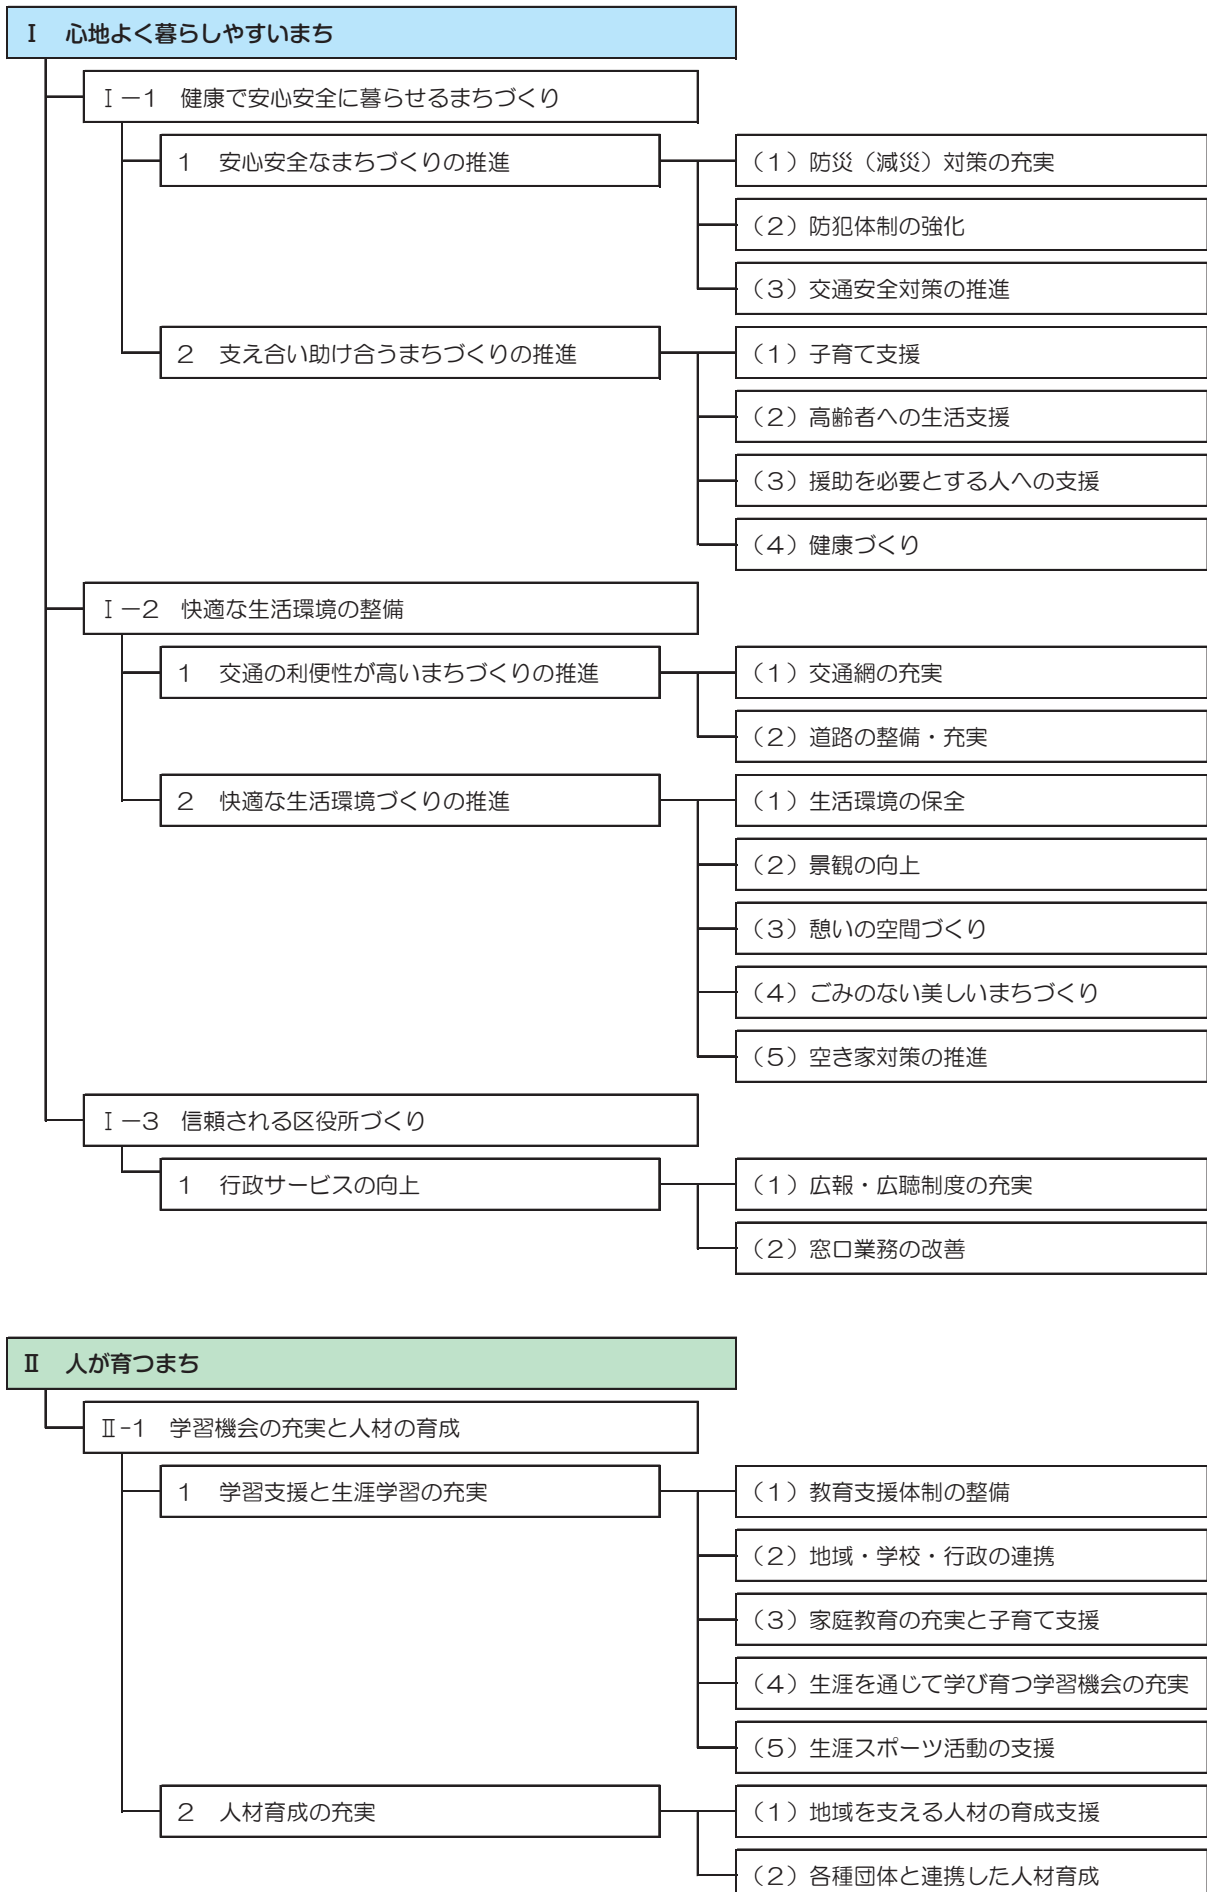 Ⅰ 心地よく暮らしやすいまち
Ⅰ－1 健康で安心安全に暮らせるまちづくり
1 安心安全なまちづくりの推進
（1）防災（減災）対策の充実
（2）防犯体制の強化
（3）交通安全対策の推進
2 支え合い助け合うまちづくりの推進
（1）子育て支援
（2）高齢者への生活支援
（3）援助を必要とする人への支援
（4）健康づくり
Ⅰ－2 快適な生活環境の整備
1 交通の利便性が高いまちづくりの推進
（1）交通網の充実
（2）道路の整備・充実
2 快適な生活環境づくりの推進
（1）生活環境の保全
（2）景観の向上
（3）憩いの空間づくり
（4）ごみのない美しいまちづくり
（5）空き家対策の推進
Ⅰ－3 信頼される区役所づくり
1 行政サービスの向上
（1）広報・広聴制度の充実
（2）窓口業務の改善
Ⅱ 人が育つまち
Ⅱ-1 学習機会の充実と人材の育成
1 学習支援と生涯学習の充実
（1）教育支援体制の整備
（2）地域・学校・行政の連携
（3）家庭教育の充実と子育て支援
（4）生涯を通じて学び育つ学習機会の充実
（5）生涯スポーツ活動の支援
2 人材育成の充実
（1）地域を支える人材の育成支援
（2）各種団体と連携した人材育成